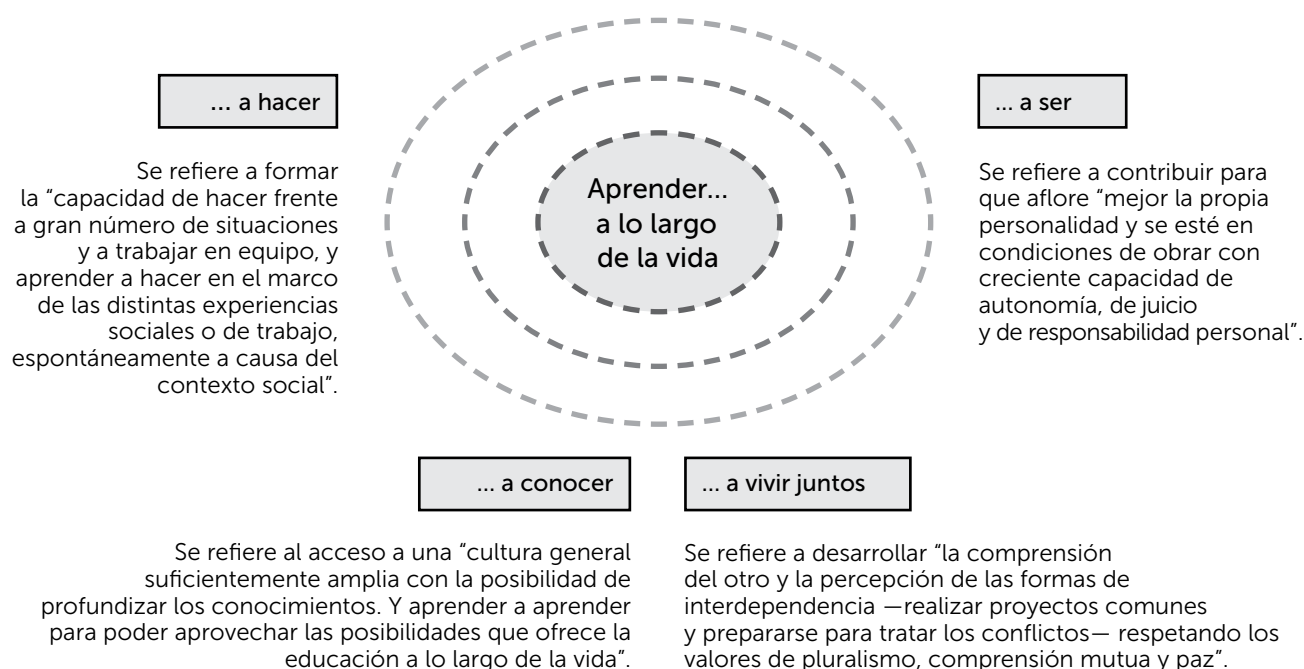 ... a hacer
Se refiere a formar
la “capacidad de hacer frente
a gran número de situaciones
y a trabajar en equipo, y
aprender a hacer en el marco
de las distintas experiencias
sociales o de trabajo,
espontáneamente a causa del
contexto social”.
Aprender...
a lo largo
de la vida
... a ser
Se refiere a contribuir para
que aflore “mejor la propia
personalidad y se esté en
condiciones de obrar con
creciente capacidad de
autonomía, de juicio
y de responsabilidad personal”.
... a conocer
Se refiere al acceso a una “cultura general
suficientemente amplia con la posibilidad de
profundizar los conocimientos. Y aprender a aprender
para poder aprovechar las posibilidades que ofrece la
educación a lo largo de la vida”.
... a vivir juntos
Se refiere a desarrollar “la comprensión
del otro y la percepción de las formas de
interdependencia —realizar proyectos comunes
y prepararse para tratar los conflictos— respetando los
valores de pluralismo, comprensión mutua y paz”.